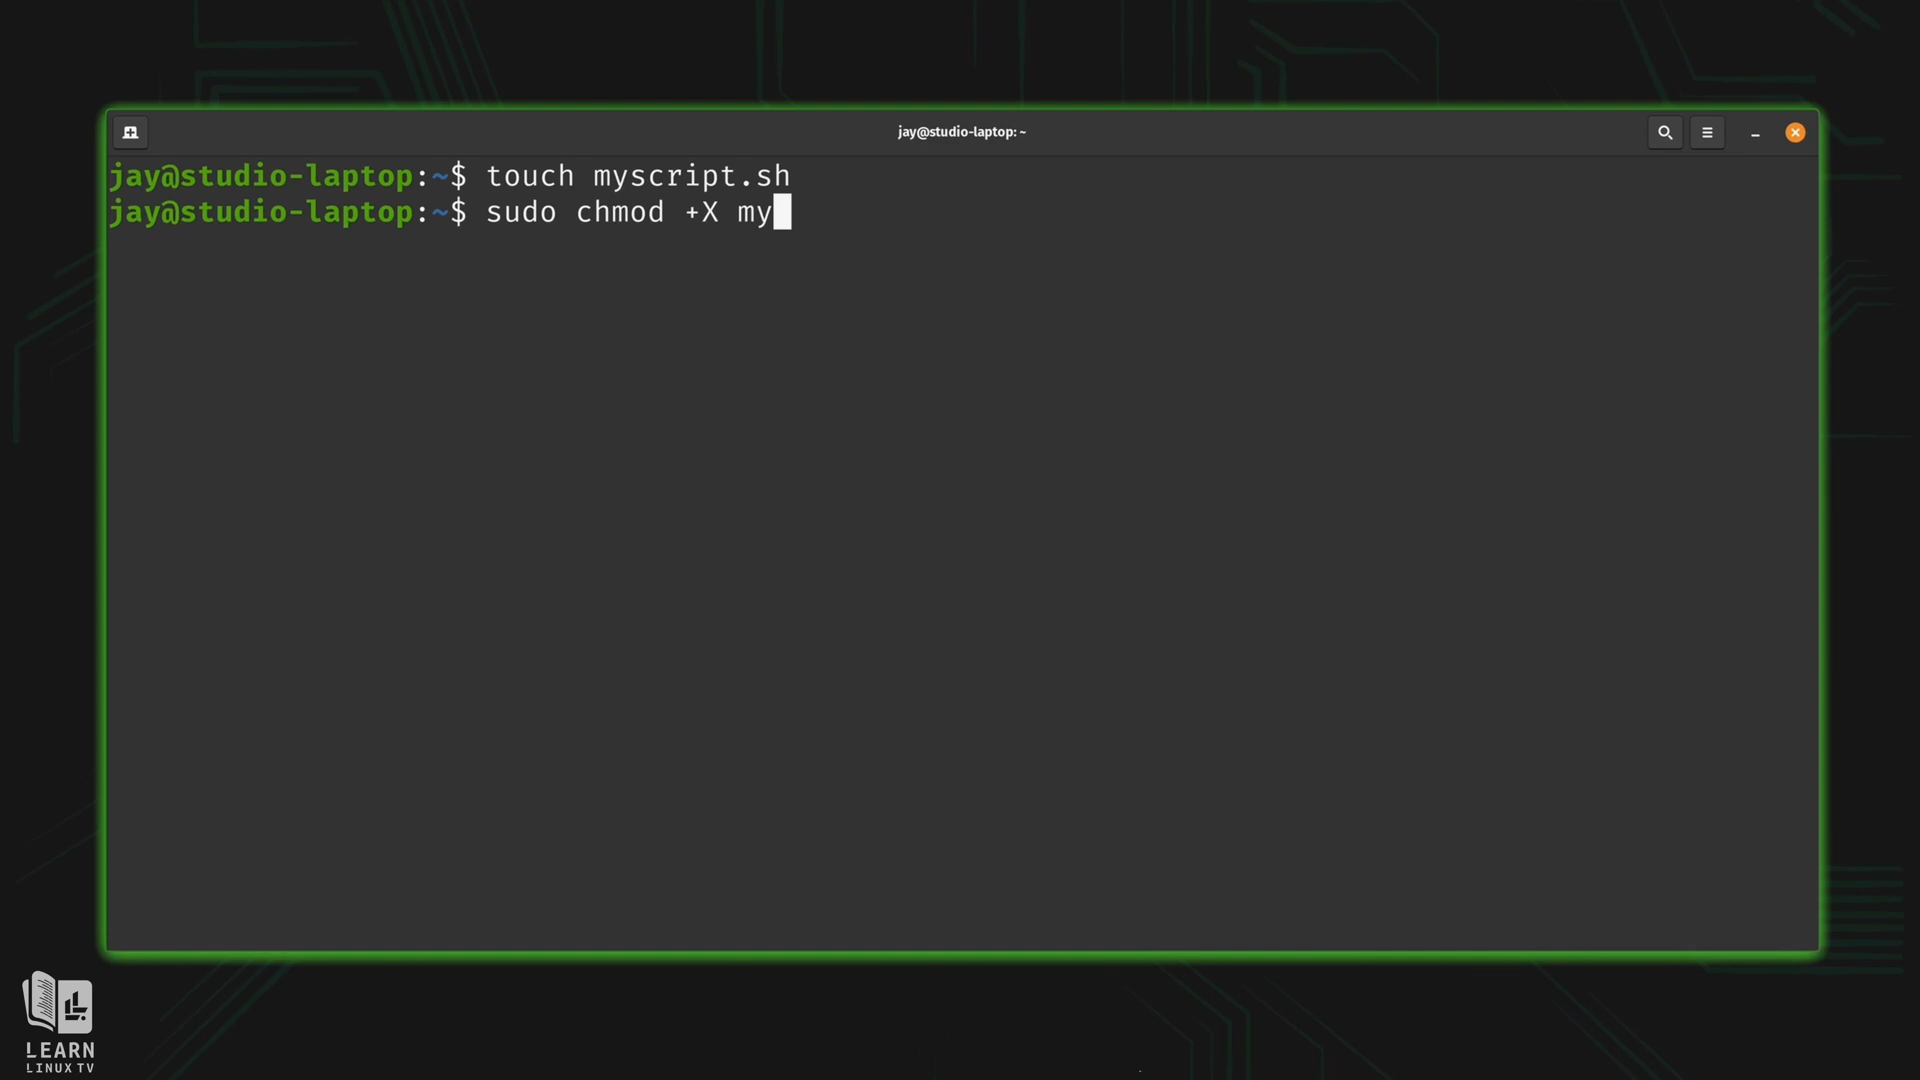 jay@studio-laptop: ~
jay@studio-laptop:~$ touch myscript.sh
jay@studio-laptop:~$ sudo chmod +X my
LEARN
LINUX TV